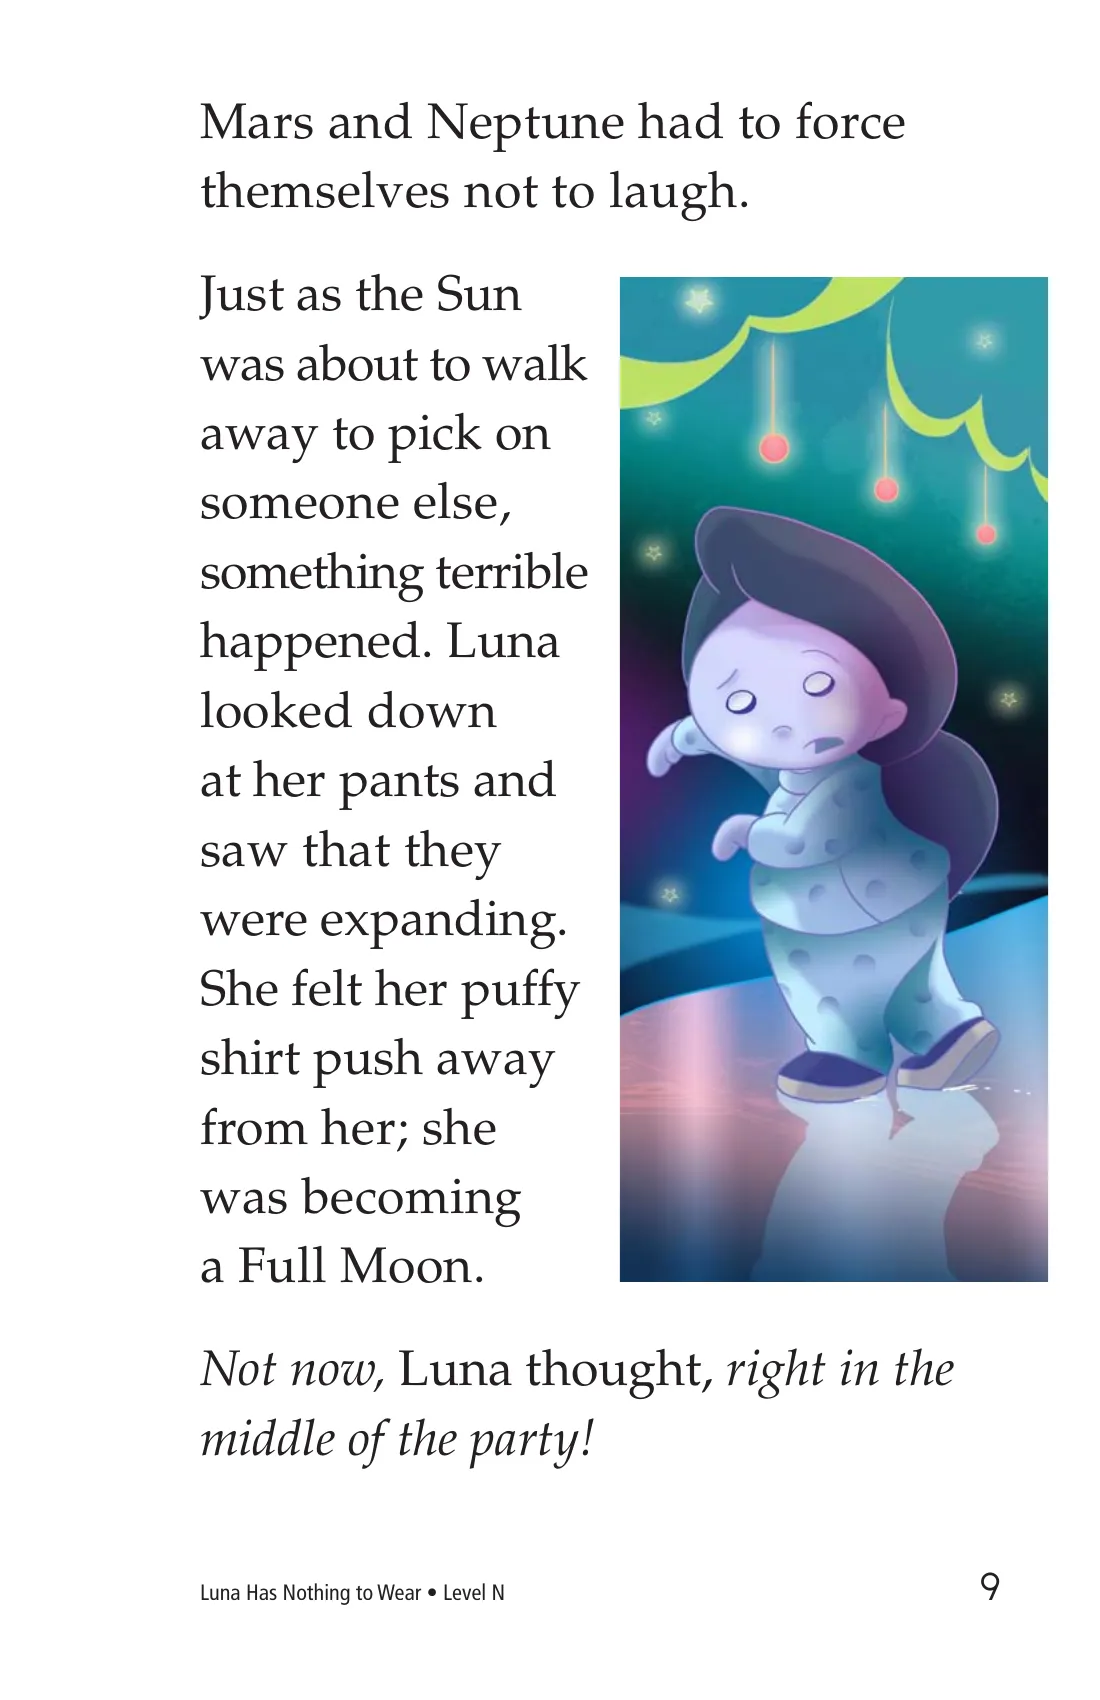 Mars and Neptune had to force
themselves not to laugh.
Just as the Sun
was about to walk
away to pick on
someone else,
something terrible
happened. Luna
looked down
at her pants and
saw that they
were expanding.
She felt her puffy
shirt push away
from her; she
was becoming
a Full Moon.
Not now, Luna thought, right in the
middle of the party!
Luna Has Nothing to Wear • Level N
9